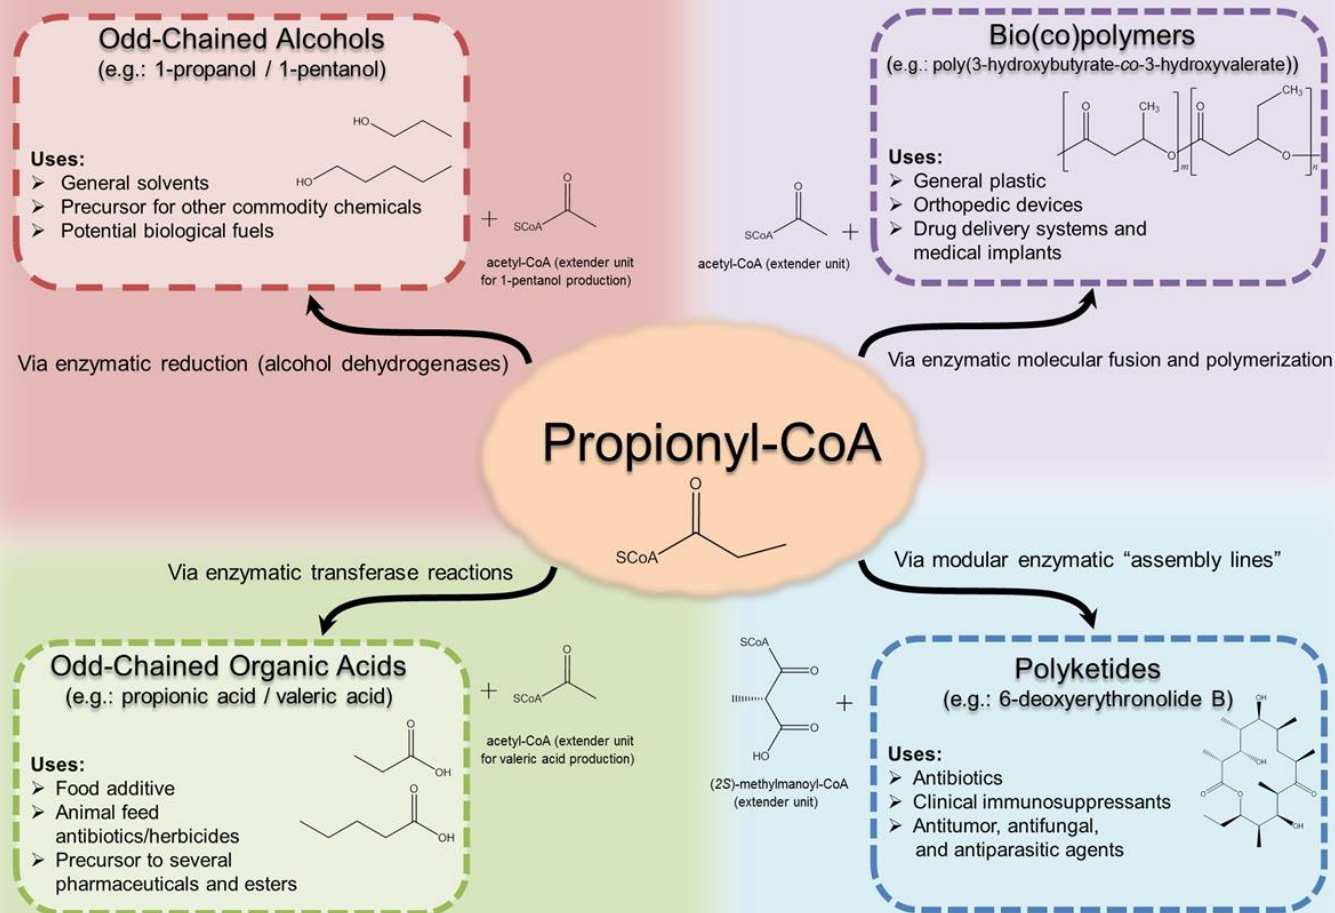 Odd-Chained Alcohols
(e.g.: 1-propanol / 1-pentanol)
HO
Uses:
HO
➢ General solvents
➢ Precursor for other commodity chemicals
➢ Potential biological fuels
+
O
SCoA
acetyl-CoA (extender unit
for 1-pentanol production)
Via enzymatic reduction (alcohol dehydrogenases)
Bio(co)polymers
(e.g.: poly(3-hydroxybutyrate-co-3-hydroxyvalerate))
O
CH₃
O
m
O
CH₃
O
n
Uses:
➢ General plastic
➢ Orthopedic devices
➢ Drug delivery systems and
medical implants
O
SCoA
+
acetyl-CoA (extender unit)
Via enzymatic molecular fusion and polymerization
Propionyl-CoA
O
SCoA
Via enzymatic transferase reactions
Odd-Chained Organic Acids
(e.g.: propionic acid / valeric acid)
O
OH
O
OH
Uses:
➢ Food additive
➢ Animal feed
antibiotics/herbicides
➢ Precursor to several
pharmaceuticals and esters
+
O
SCoA
acetyl-CoA (extender unit
for valeric acid production)
Via modular enzymatic “assembly lines”
SCoA
O
O
HO
+
(2S)-methylmanoyl-CoA
(extender unit)
Polyketides
(e.g.: 6-deoxyerythronolide B)
OH
OH
O
O
O
OH
Uses:
➢ Antibiotics
➢ Clinical immunosuppressants
➢ Antitumor, antifungal,
and antiparasitic agents